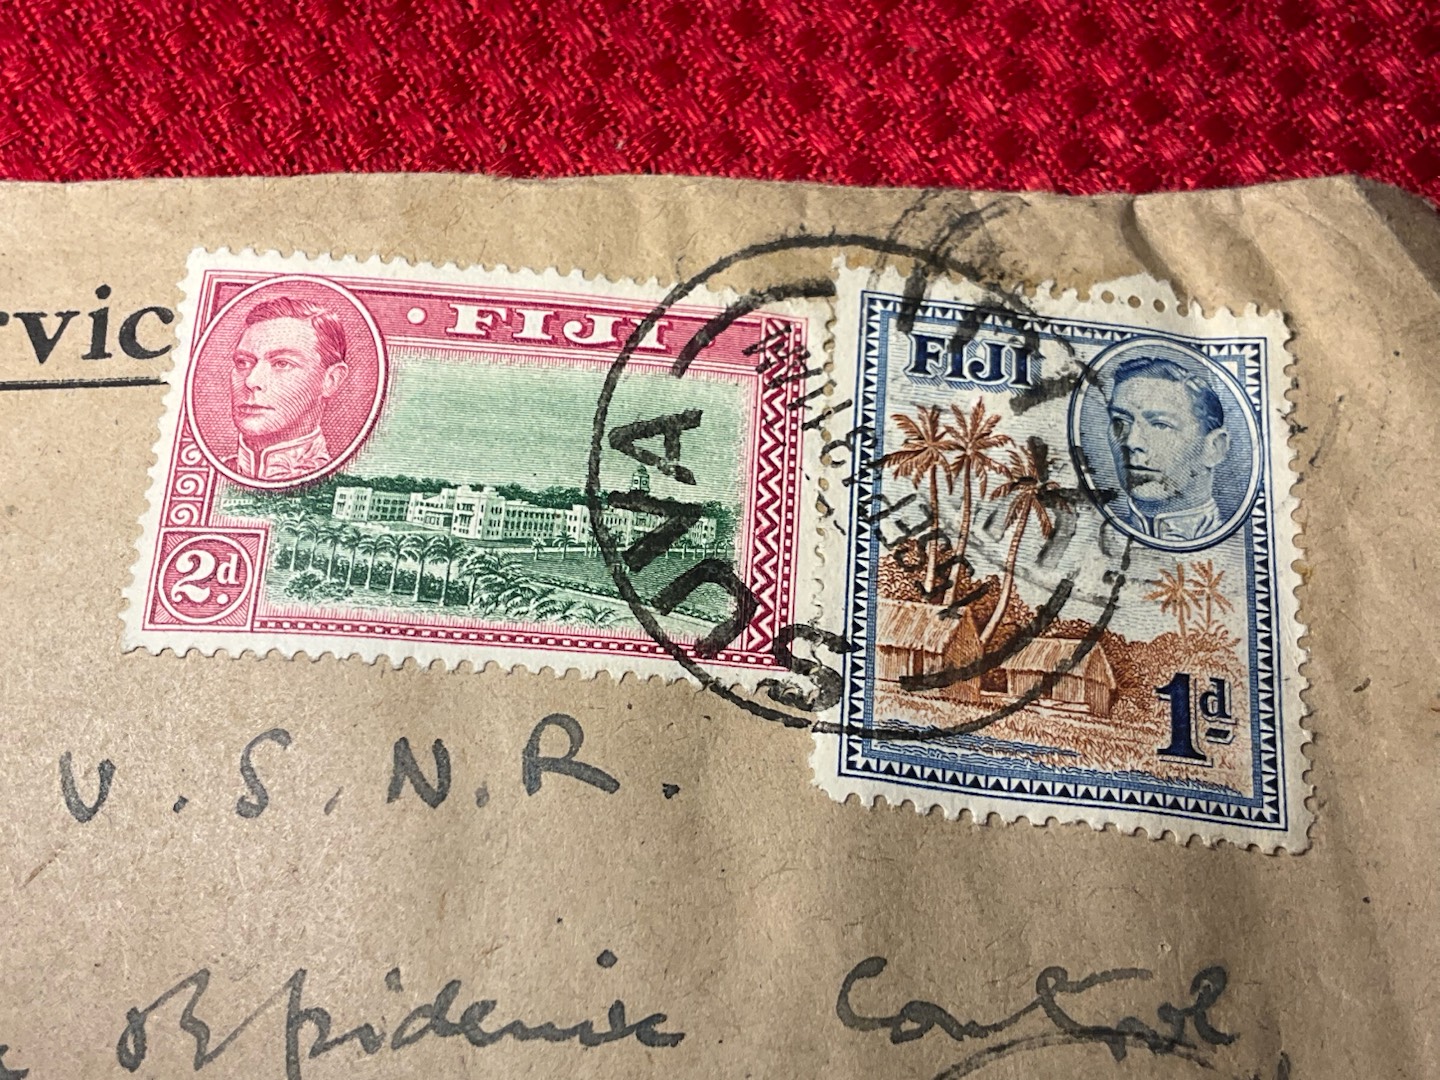 rvic
FIJI
2d
FIJI
1d
SUVA
U.S.N.R.
Epidemic Control